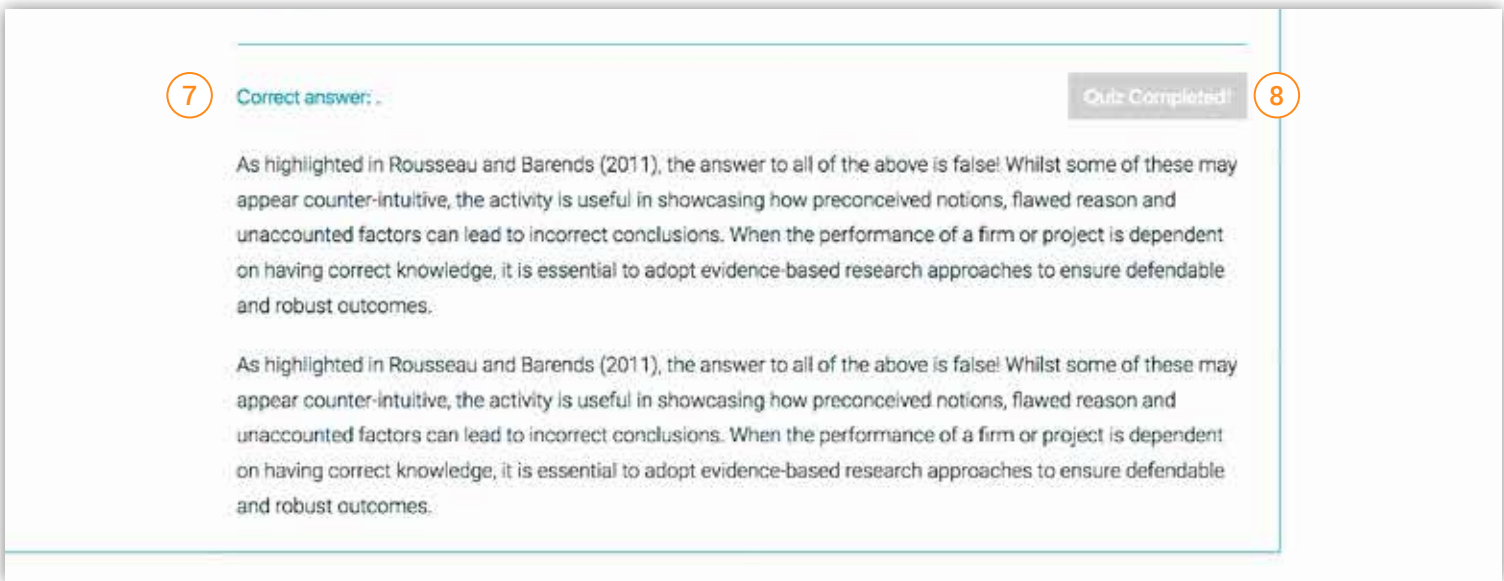 7 Correct answer: . Quiz Completed! 8
As highlighted in Rousseau and Barends (2011), the answer to all of the above is false! Whilst some of these may
appear counter-intuitive, the activity is useful in showcasing how preconceived notions, flawed reason and
unaccounted factors can lead to incorrect conclusions. When the performance of a firm or project is dependent
on having correct knowledge, it is essential to adopt evidence-based research approaches to ensure defendable
and robust outcomes.
As highlighted in Rousseau and Barends (2011), the answer to all of the above is false! Whilst some of these may
appear counter-intuitive, the activity is useful in showcasing how preconceived notions, flawed reason and
unaccounted factors can lead to incorrect conclusions. When the performance of a firm or project is dependent
on having correct knowledge, it is essential to adopt evidence-based research approaches to ensure defendable
and robust outcomes.